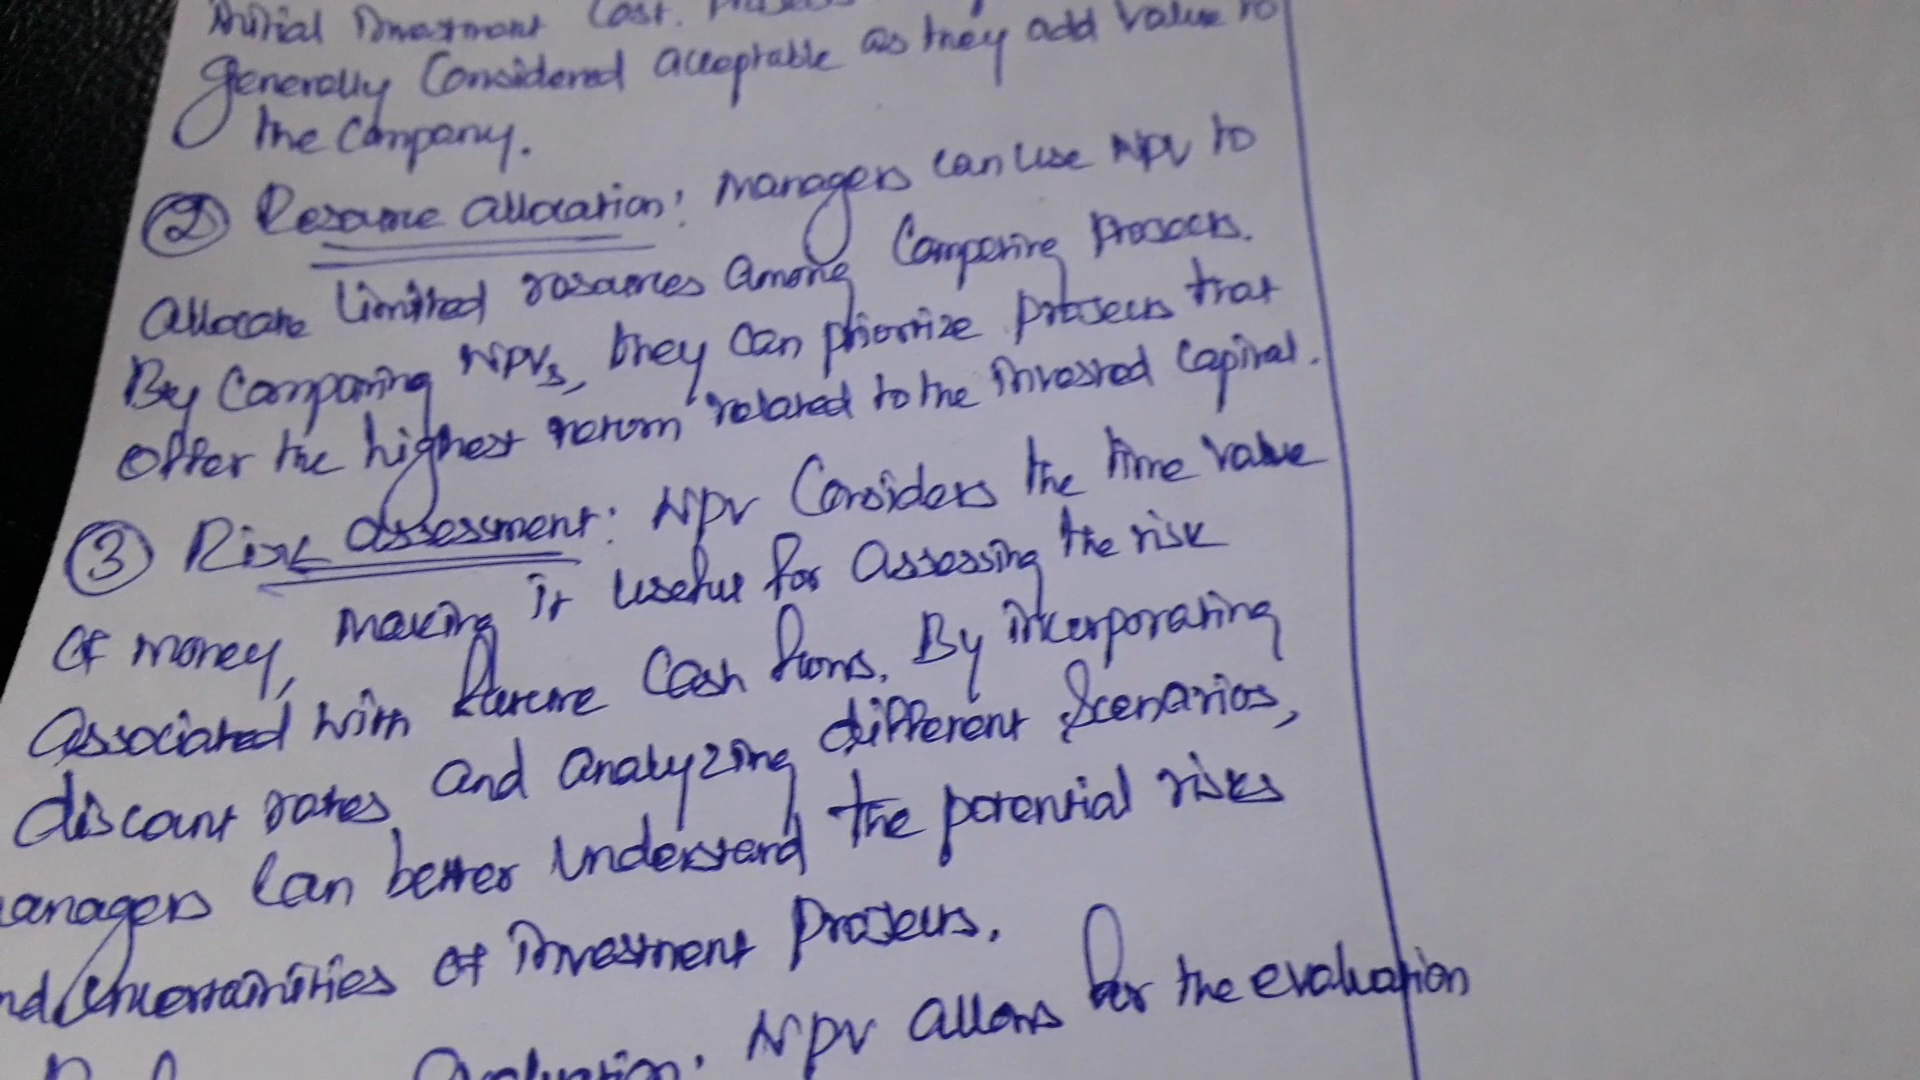 Initial Investment Cost.
generally Considered acceptable as they add value to
the Company.
② Resource allocation: Managers can use NPV to
allocate limited resources among Comparing Projects.
By Comparing NPVs, they can prioritize projects that
offer the highest return related to the invested capital.
③ Risk assessment: NPV Considers the time value
of money, making it useful for assessing the risk
associated with future Cash flows. By incorporating
discount rates and analyzing different Scenarios,
anagers can better understand the potential risks
nd uncertainities of investment projects.
NPV allows for the evaluation